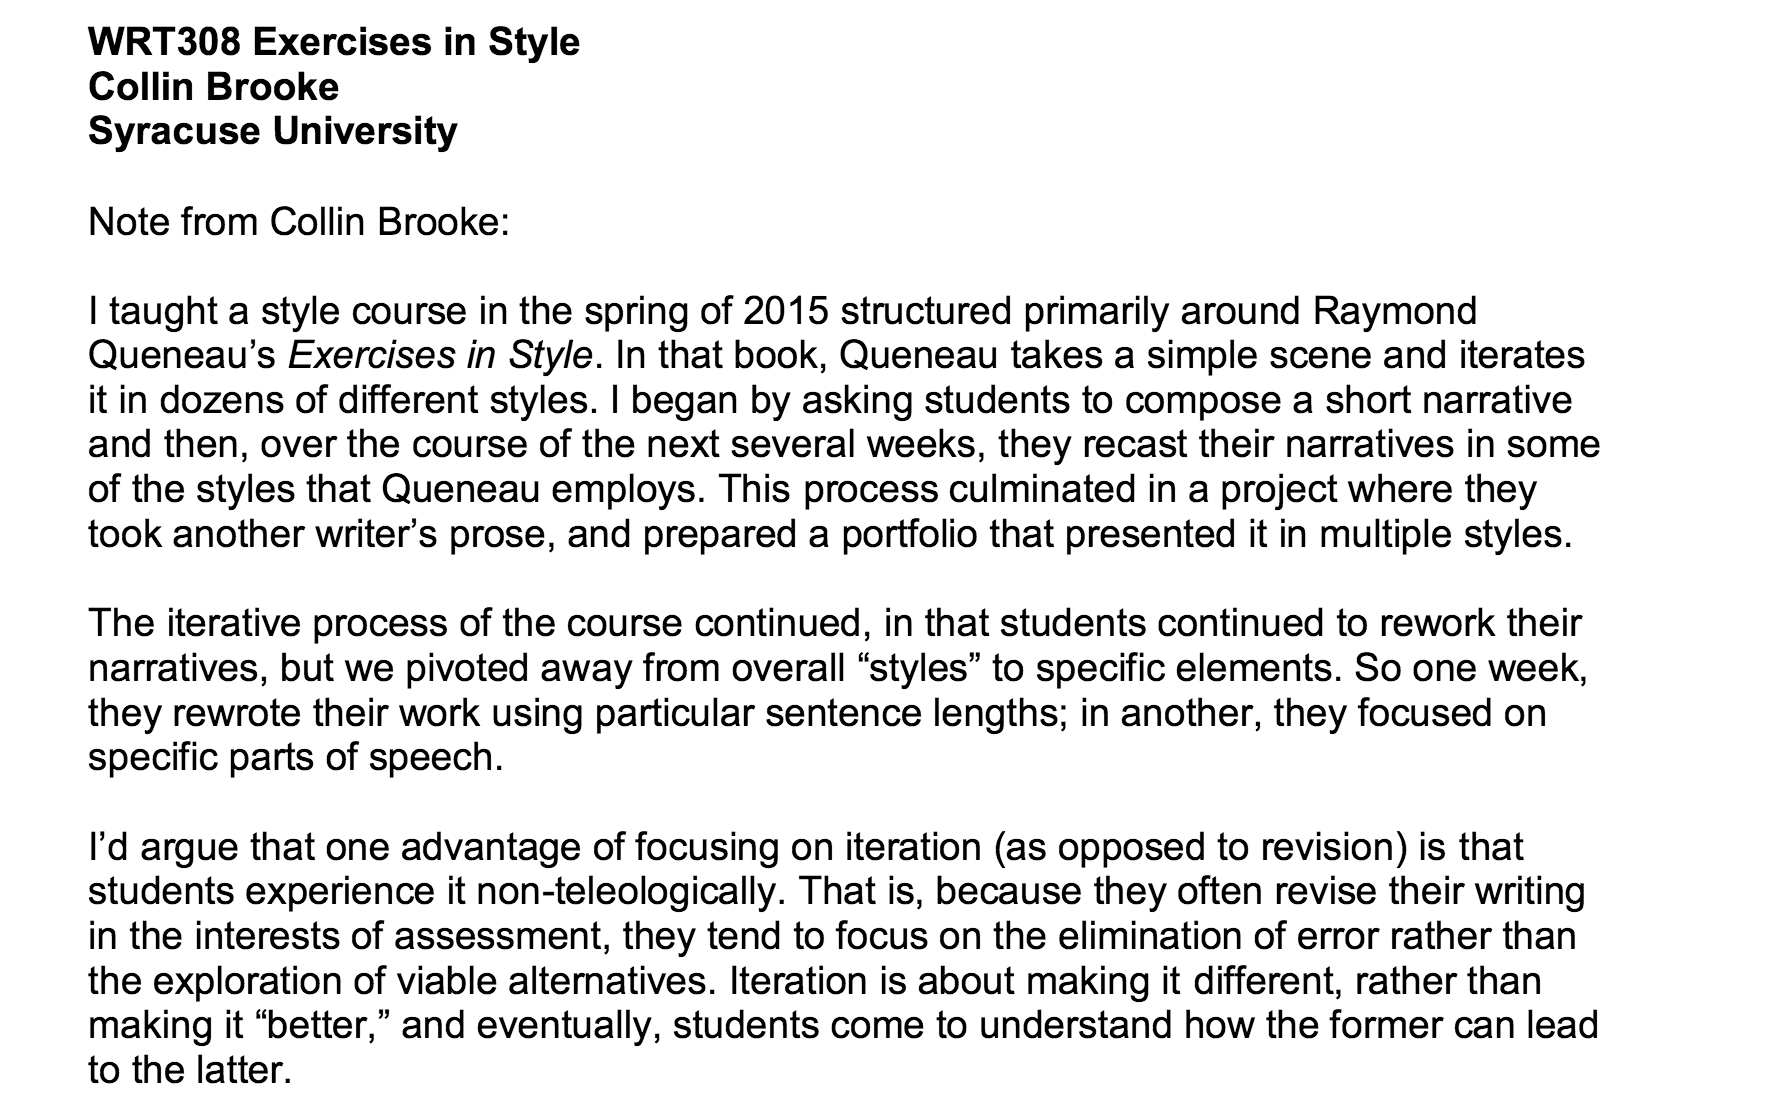 WRT308 Exercises in Style
Collin Brooke
Syracuse University
Note from Collin Brooke:
I taught a style course in the spring of 2015 structured primarily around Raymond
Queneau’s Exercises in Style. In that book, Queneau takes a simple scene and iterates
it in dozens of different styles. I began by asking students to compose a short narrative
and then, over the course of the next several weeks, they recast their narratives in some
of the styles that Queneau employs. This process culminated in a project where they
took another writer’s prose, and prepared a portfolio that presented it in multiple styles.
The iterative process of the course continued, in that students continued to rework their
narratives, but we pivoted away from overall “styles” to specific elements. So one week,
they rewrote their work using particular sentence lengths; in another, they focused on
specific parts of speech.
I’d argue that one advantage of focusing on iteration (as opposed to revision) is that
students experience it non-teleologically. That is, because they often revise their writing
in the interests of assessment, they tend to focus on the elimination of error rather than
the exploration of viable alternatives. Iteration is about making it different, rather than
making it “better,” and eventually, students come to understand how the former can lead
to the latter.